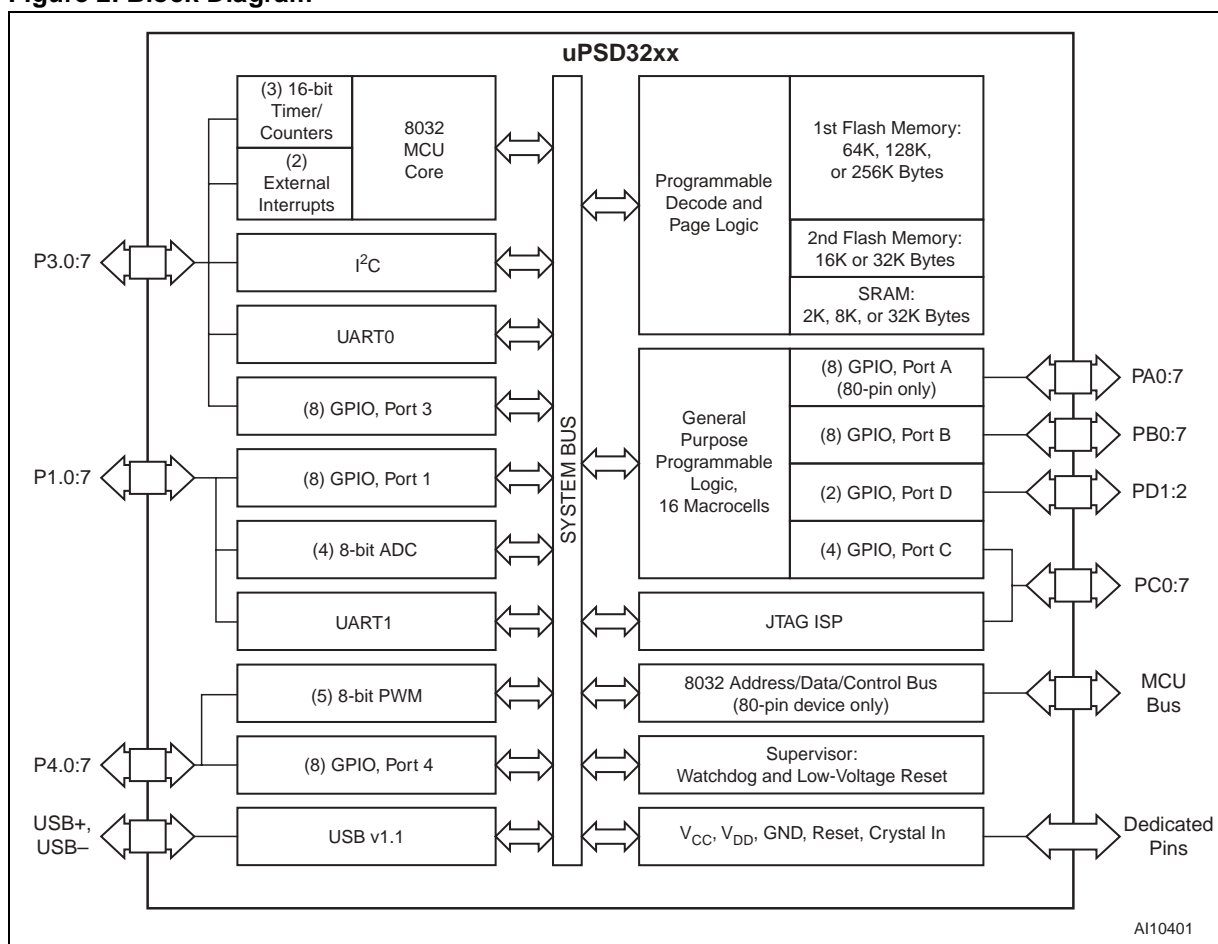 uPSD32xx
(3) 16-bit
Timer/
Counters
(2)
External
Interrupts
8032
MCU
Core
I2C
UART0
(8) GPIO, Port 3
(8) GPIO, Port 1
(4) 8-bit ADC
UART1
(5) 8-bit PWM
(8) GPIO, Port 4
USB v1.1
P3.0:7
P1.0:7
P4.0:7
USB+,
USB–
SYSTEM BUS
Programmable
Decode and
Page Logic
1st Flash Memory:
64K, 128K,
or 256K Bytes
2nd Flash Memory:
16K or 32K Bytes
SRAM:
2K, 8K, or 32K Bytes
General
Purpose
Programmable
Logic,
16 Macrocells
(8) GPIO, Port A
(80-pin only)
(8) GPIO, Port B
(2) GPIO, Port D
(4) GPIO, Port C
JTAG ISP
8032 Address/Data/Control Bus
(80-pin device only)
Supervisor:
Watchdog and Low-Voltage Reset
VCC, VDD, GND, Reset, Crystal In
PA0:7
PB0:7
PD1:2
PC0:7
MCU
Bus
Dedicated
Pins
AI10401